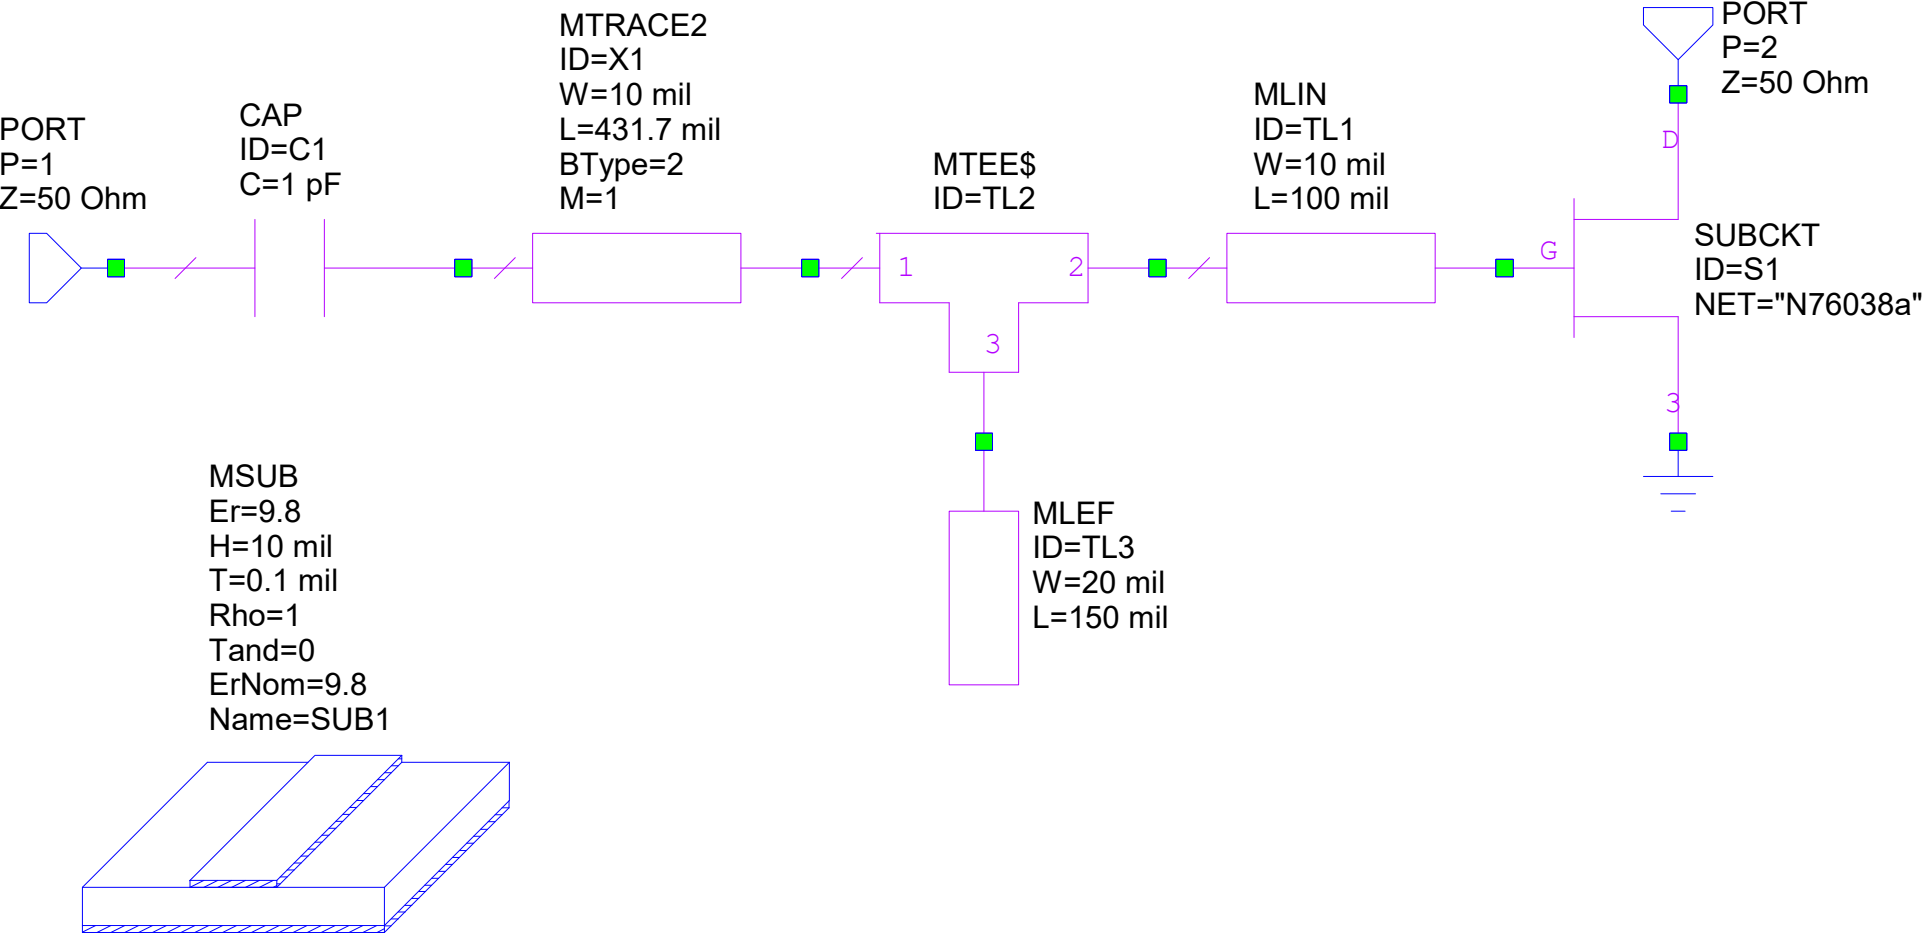 PORT
P=1
Z=50 Ohm
CAP
ID=C1
C=1 pF
MTRACE2
ID=X1
W=10 mil
L=431.7 mil
BType=2
M=1
MTEE$
ID=TL2
1
2
3
MLIN
ID=TL1
W=10 mil
L=100 mil
PORT
P=2
Z=50 Ohm
D
G
3
SUBCKT
ID=S1
NET="N76038a"
MLEF
ID=TL3
W=20 mil
L=150 mil
MSUB
Er=9.8
H=10 mil
T=0.1 mil
Rho=1
Tand=0
ErNom=9.8
Name=SUB1